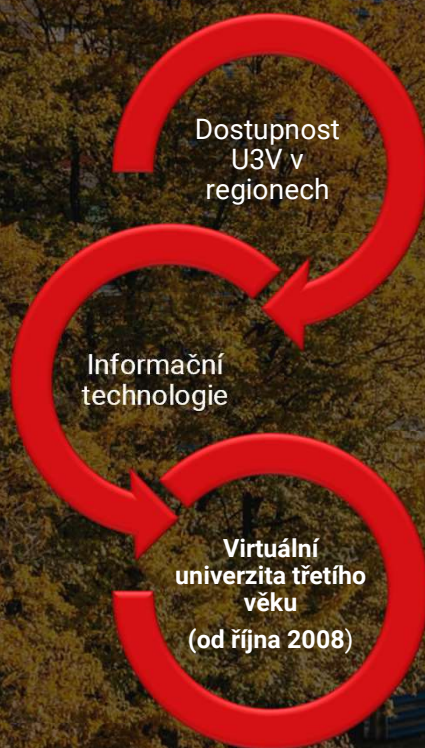 Dostupnost
U3V v
regionech
Informační
technologie
Virtuální
univerzita třetího
věku
(od října 2008)